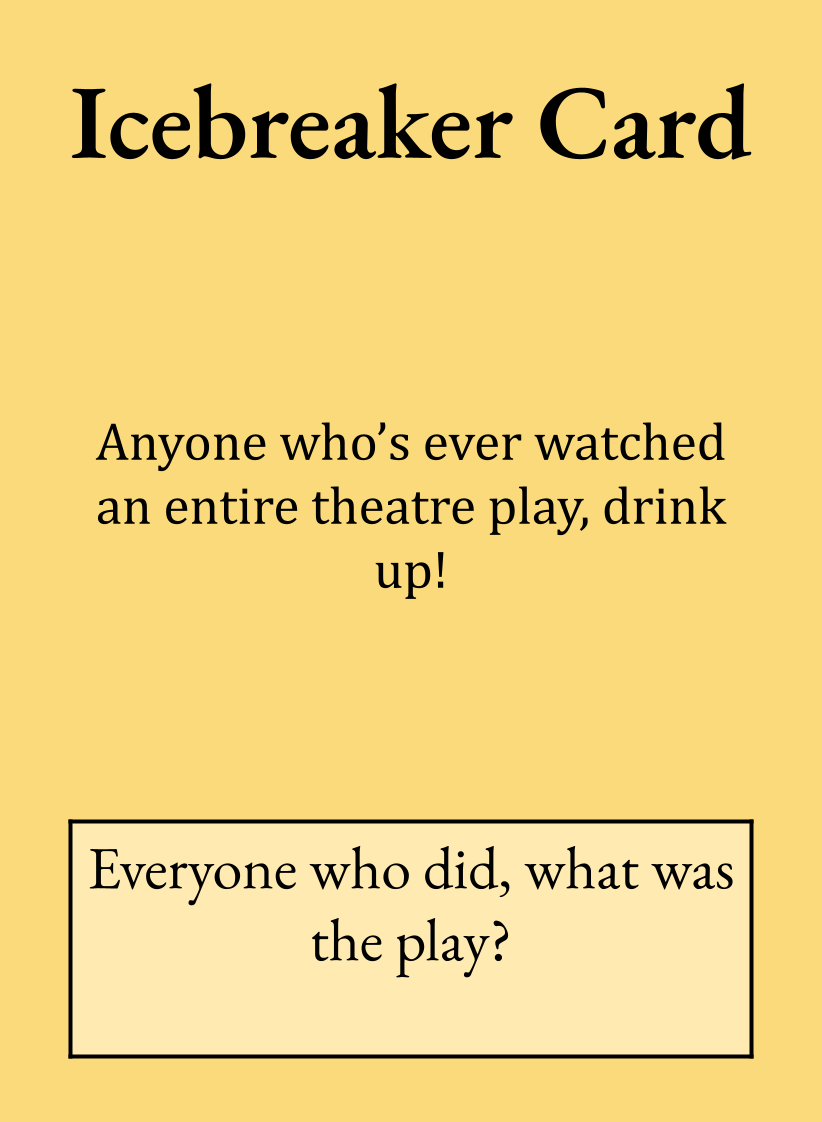 Icebreaker Card
Anyone who’s ever watched
an entire theatre play, drink
up!
Everyone who did, what was
the play?